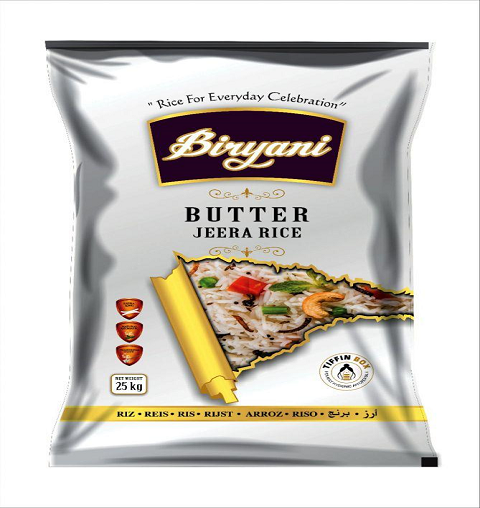 " Rice For Everyday Celebration"
Biryani
BUTTER
JEERA RICE
TIFFIN BOX
NET WEIGHT
25 kg
RIZ • REIS • RIS • RIJST • ARROZ • RISO • برنج • أرز